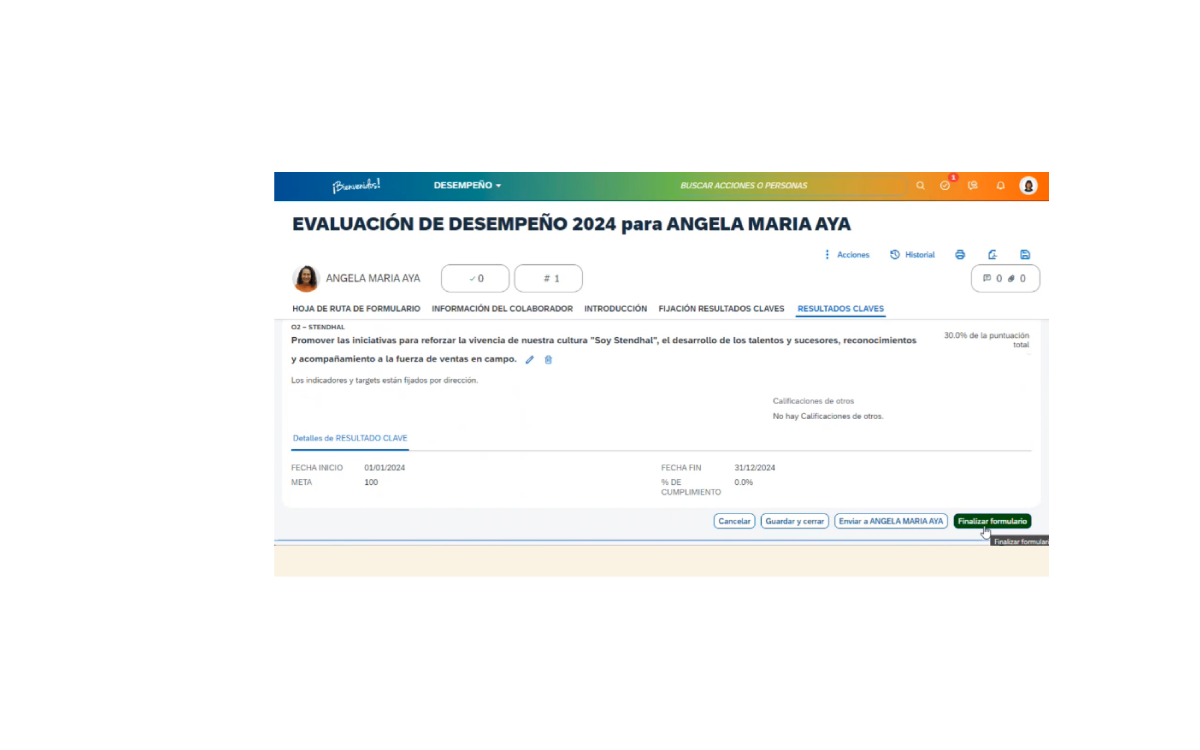 ¡Bienvenidos!
DESEMPEÑO
BUSCAR ACCIONES O PERSONAS
1
EVALUACIÓN DE DESEMPEÑO 2024 para ANGELA MARIA AYA
Acciones
Historial
ANGELA MARIA AYA
0
# 1
0
0
HOJA DE RUTA DE FORMULARIO
INFORMACIÓN DEL COLABORADOR
INTRODUCCIÓN
FIJACIÓN RESULTADOS CLAVES
RESULTADOS CLAVES
O2 – STENDHAL
Promover las iniciativas para reforzar la vivencia de nuestra cultura "Soy Stendhal", el desarrollo de los talentos y sucesores, reconocimientos
y acompañamiento a la fuerza de ventas en campo.
30.0% de la puntuación
total
Los indicadores y targets están fijados por dirección.
Calificaciones de otros
No hay Calificaciones de otros.
Detalles de RESULTADO CLAVE
FECHA INICIO 01/01/2024
FECHA FIN 31/12/2024
META 100
% DE 0.0%
CUMPLIMIENTO
Cancelar
Guardar y cerrar
Enviar a ANGELA MARIA AYA
Finalizar formulario
Finalizar formular